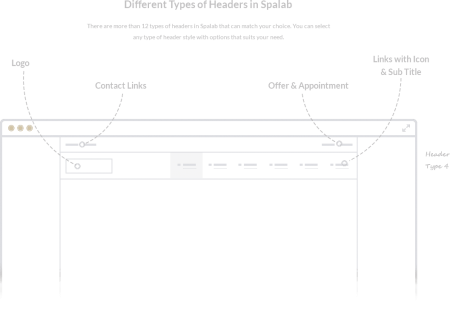 Different Types of Headers in Spalab
There are more than 12 types of headers in Spalab that can match your choice. You can select
any type of header style with options that suits your need.
Links with Icon
& Sub Title
Logo
Contact Links
Offer & Appointment
Header
Type 4